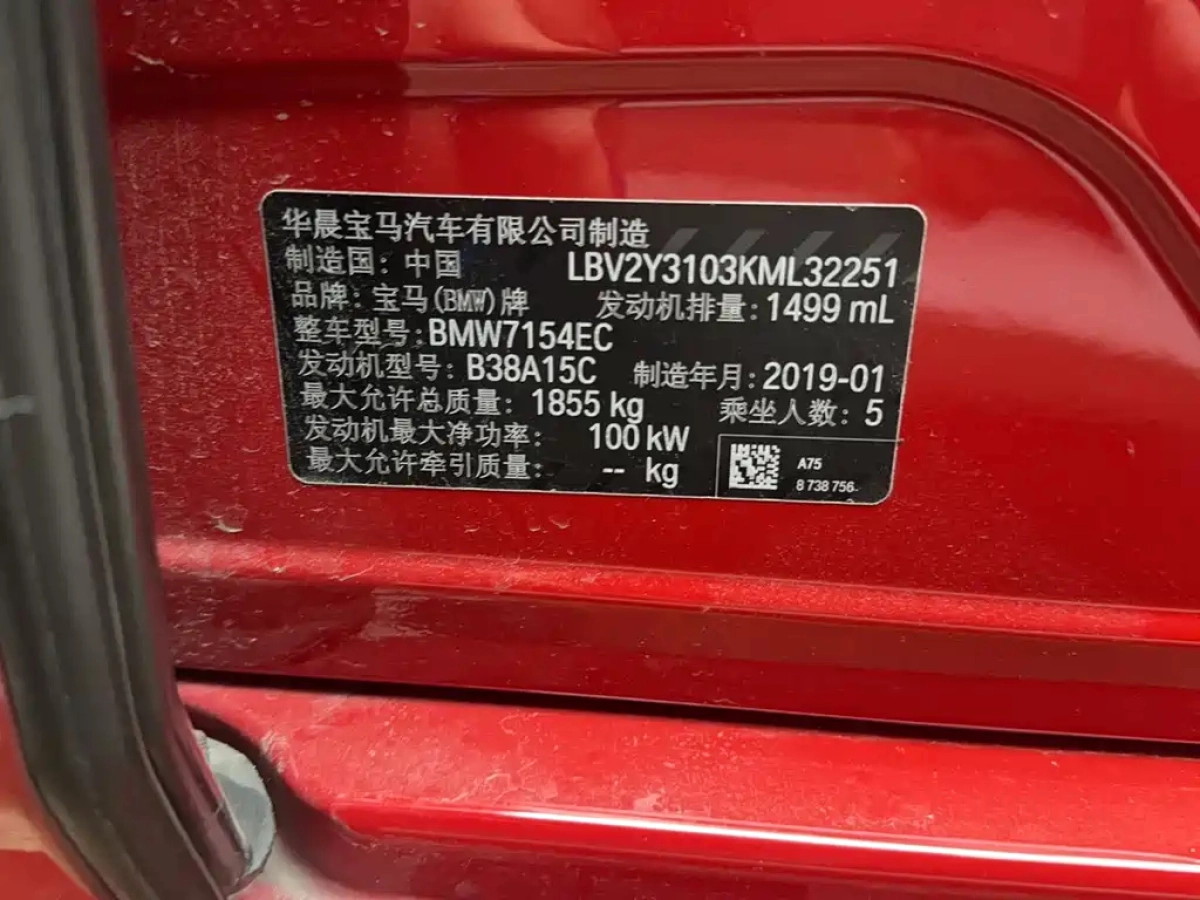 华晨宝马汽车有限公司制造
制造国：中国 LBV2Y3103KML32251
品牌：宝马(BMW)牌 发动机排量：1499 mL
整车型号：BMW7154EC
发动机型号：B38A15C 制造年月：2019-01
最大允许总质量：1855 kg 乘坐人数：5
发动机最大净功率：100 kW
最大允许牵引质量：-- kg
A75
8 738 756